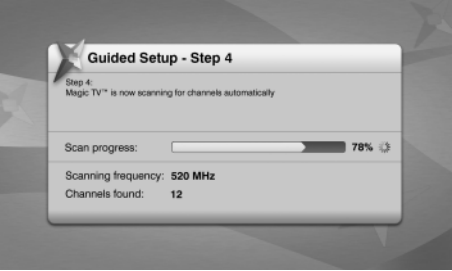 Guided Setup - Step 4
Step 4:
Magic TV™ is now scanning for channels automatically
Scan progress: 78%
Scanning frequency: 520 MHz
Channels found: 12